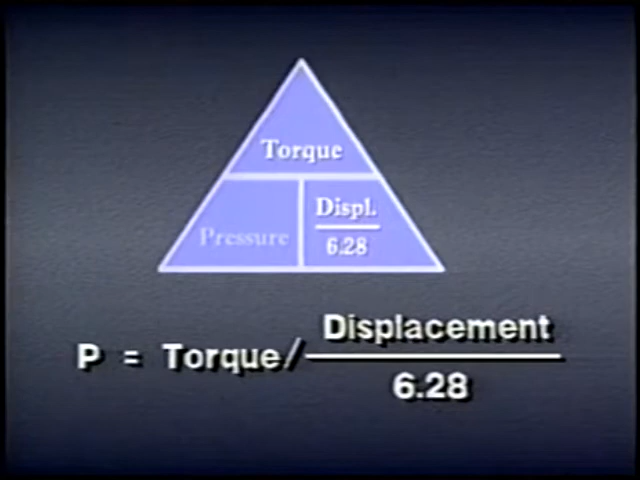 Torque
Pressure
Displ.
6.28
P = Torque/
Displacement
6.28